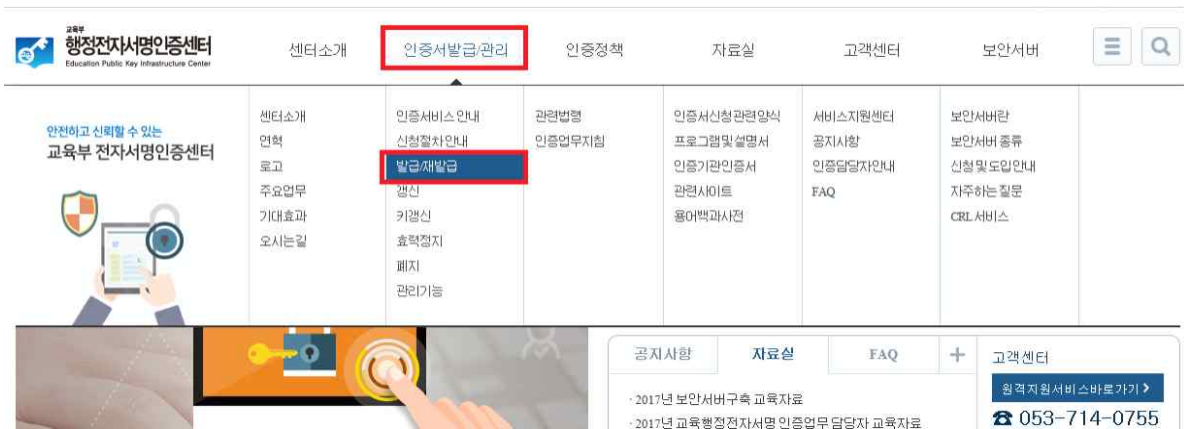 교육부
행정전자서명인증센터
Education Public Key Infrastructure Center
센터소개
인증서발급/관리
인증정책
자료실
고객센터
보안서버
안전하고 신뢰할 수 있는
교육부 전자서명인증센터
센터소개
연혁
로고
주요업무
기대효과
오시는길
인증서비스 안내
신청절차안내
발급/재발급
갱신
키갱신
효력정지
폐지
관리기능
관련법령
인증업무지침
인증서신청관련양식
프로그램및설명서
인증기관인증서
관련사이트
용어백과사전
서비스지원센터
공지사항
인증담당자안내
FAQ
보안서버란
보안서버 종류
신청및도입안내
자주하는 질문
CRL 서비스
공지사항
자료실
FAQ
+
· 2017년 보안서버구축 교육자료
· 2017년 교육행정전자서명 인증업무 담당자 교육자료
고객센터
원격지원서비스바로가기 >
☎ 053-714-0755